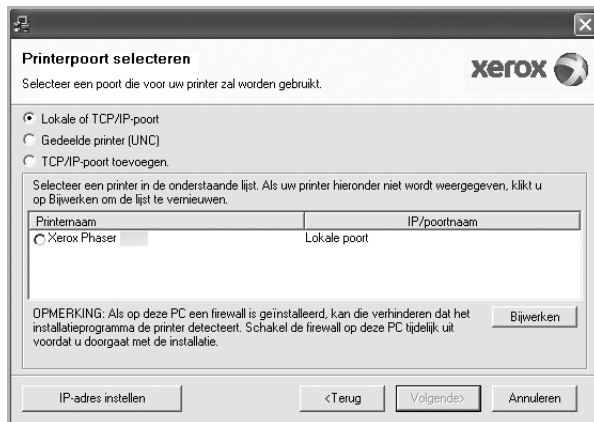 Printerpoort selecteren
Selecteer een poort die voor uw printer zal worden gebruikt.
xerox
Lokale of TCP/IP-poort
Gedeelde printer (UNC)
TCP/IP-poort toevoegen.
Selecteer een printer in de onderstaande lijst. Als uw printer hieronder niet wordt weergegeven, klikt u
op Bijwerken om de lijst te vernieuwen.
Printernaam IP/poortnaam
Xerox Phaser Lokale poort
OPMERKING: Als op deze PC een firewall is geïnstalleerd, kan die verhinderen dat het
installatieprogramma de printer detecteert. Schakel de firewall op deze PC tijdelijk uit
voordat u doorgaat met de installatie.
Bijwerken
IP-adres instellen <Terug Volgende> Annuleren